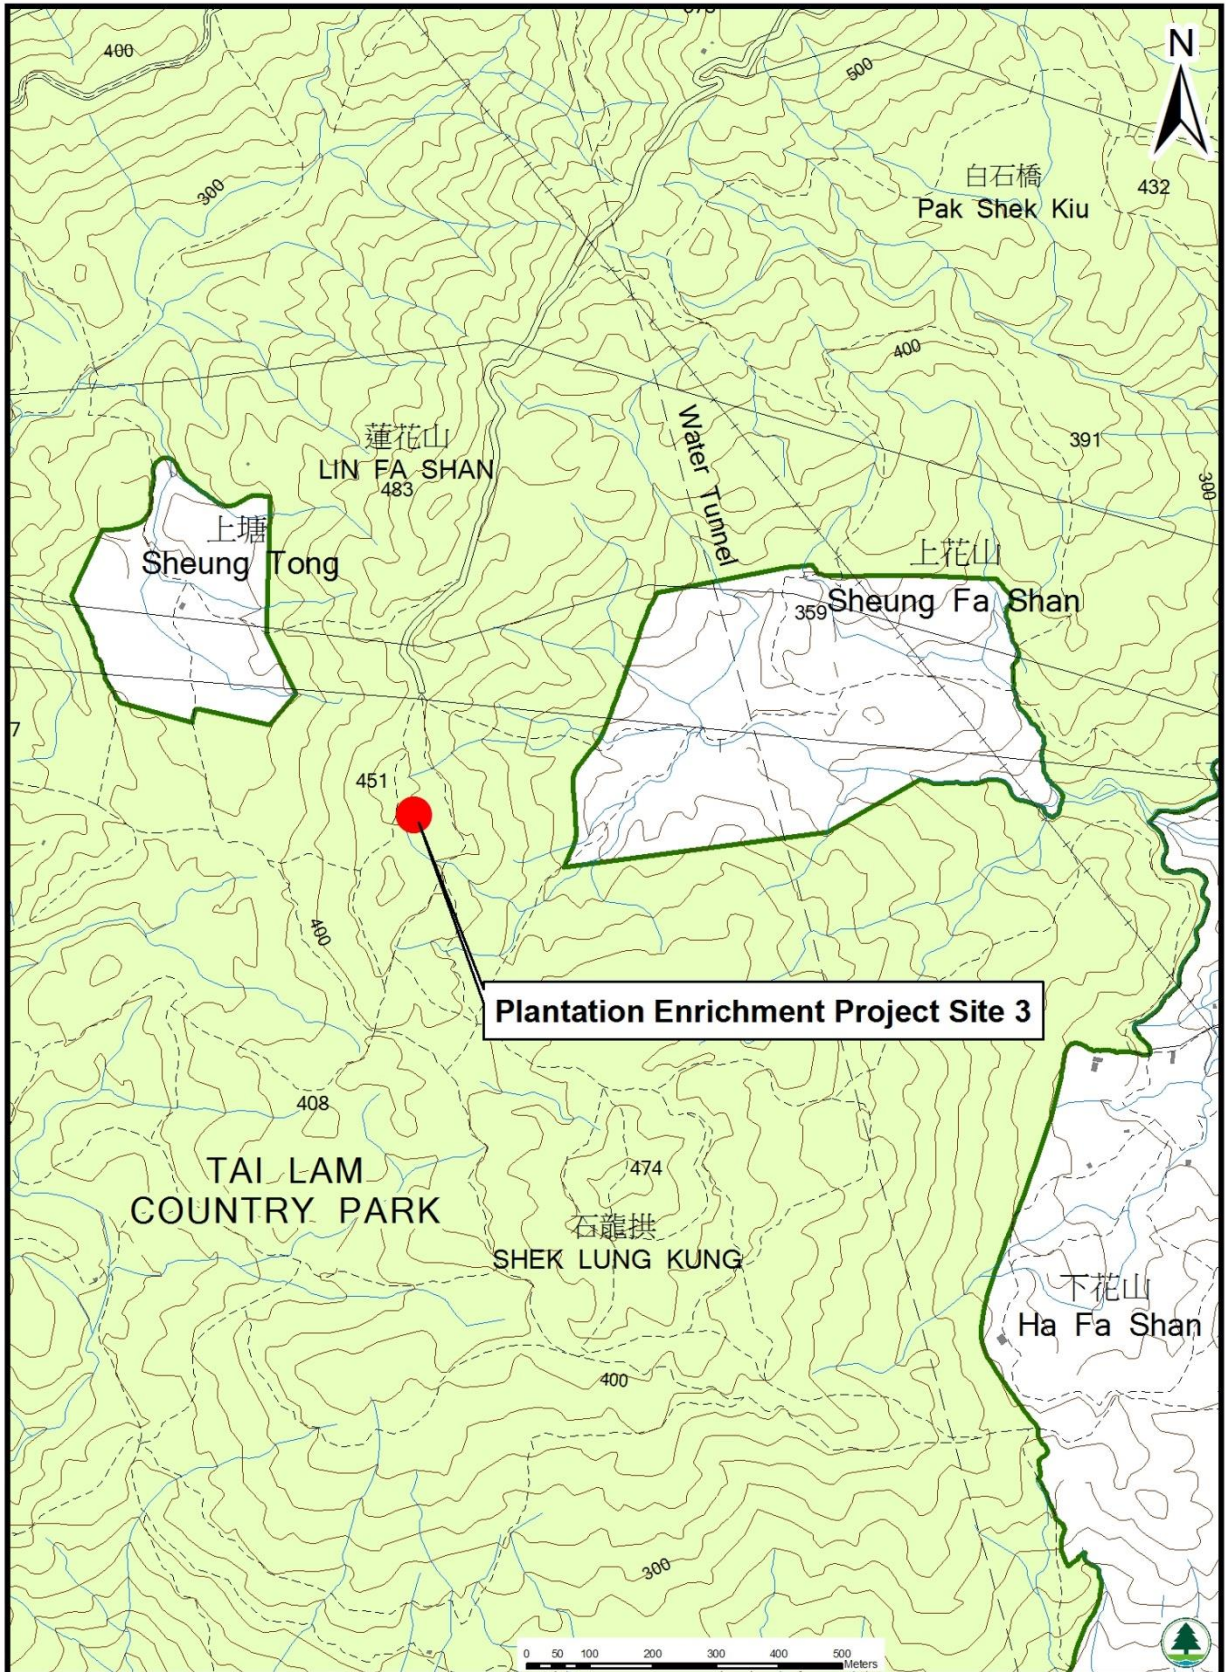 N
400
500
白石橋
Pak Shek Kiu
432
300
400
391
蓮花山
LIN FA SHAN
483
Water Tunnel
300
上塘
Sheung Tong
上花山
Sheung Fa Shan
359
7
451
400
Plantation Enrichment Project Site 3
408
TAI LAM
COUNTRY PARK
474
石龍拱
SHEK LUNG KUNG
下花山
Ha Fa Shan
400
300
0 50 100 200 300 400 500
Meters